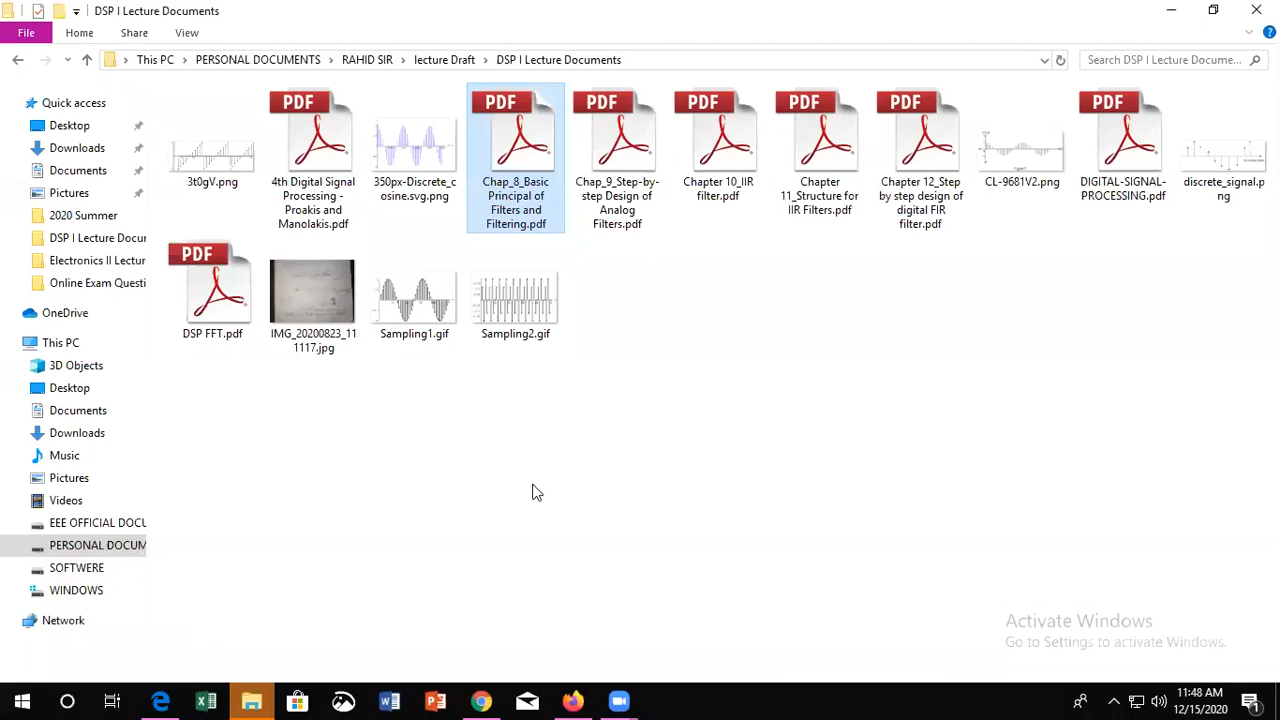 DSP I Lecture Documents
File Home Share View
This PC PERSONAL DOCUMENTS RAHID SIR lecture Draft DSP I Lecture Documents
Search DSP I Lecture Docume...
Quick access
Desktop
Downloads
Documents
Pictures
2020 Summer
DSP I Lecture Docur
Electronics II Lectur
Online Exam Questi
OneDrive
This PC
3D Objects
Desktop
Documents
Downloads
Music
Pictures
Videos
EEE OFFICIAL DOCU
PERSONAL DOCUM
SOFTWERE
WINDOWS
Network
3t0gV.png
PDF
4th Digital Signal
Processing -
Proakis and
Manolakis.pdf
350px-Discrete_c
osine.svg.png
PDF
Chap_8_Basic
Principal of
Filters and
Filtering.pdf
PDF
Chap_9_Step-by-
step Design of
Analog
Filters.pdf
PDF
Chapter 10_IIR
filter.pdf
PDF
Chapter
11_Structure for
IIR Filters.pdf
PDF
Chapter 12_Step
by step design of
digital FIR
filter.pdf
CL-9681V2.png
PDF
DIGITAL-SIGNAL-
PROCESSING.pdf
discrete_signal.p
ng
PDF
DSP FFT.pdf
IMG_20200823_11
1117.jpg
Sampling1.gif
Sampling2.gif
Activate Windows
Go to Settings to activate Windows.
11:48 AM
12/15/2020
1